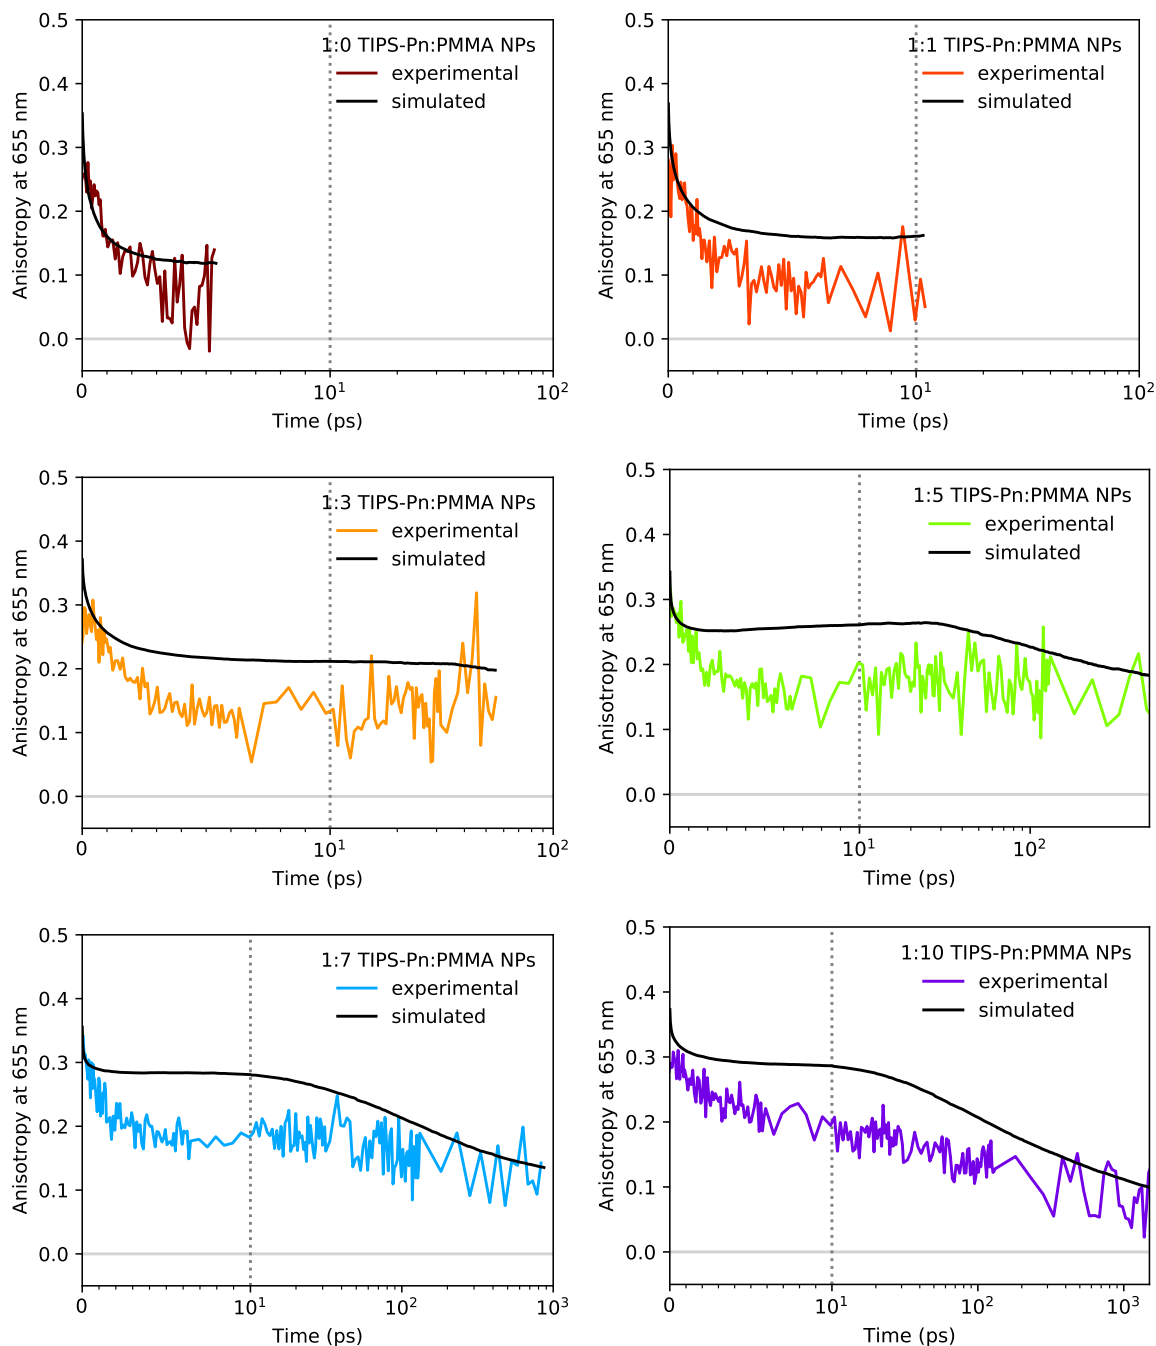 0.5
0.4
0.3
0.2
0.1
0.0
Anisotropy at 655 nm
1:0 TIPS-Pn:PMMA NPs
experimental
simulated
0
10¹
10²
Time (ps)
0.5
0.4
0.3
0.2
0.1
0.0
Anisotropy at 655 nm
1:1 TIPS-Pn:PMMA NPs
experimental
simulated
0
10¹
10²
Time (ps)
0.5
0.4
0.3
0.2
0.1
0.0
Anisotropy at 655 nm
1:3 TIPS-Pn:PMMA NPs
experimental
simulated
0
10¹
10²
Time (ps)
0.5
0.4
0.3
0.2
0.1
0.0
Anisotropy at 655 nm
1:5 TIPS-Pn:PMMA NPs
experimental
simulated
0
10¹
10²
Time (ps)
0.5
0.4
0.3
0.2
0.1
0.0
Anisotropy at 655 nm
1:7 TIPS-Pn:PMMA NPs
experimental
simulated
0
10¹
10²
10³
Time (ps)
0.5
0.4
0.3
0.2
0.1
0.0
Anisotropy at 655 nm
1:10 TIPS-Pn:PMMA NPs
experimental
simulated
0
10¹
10²
10³
Time (ps)